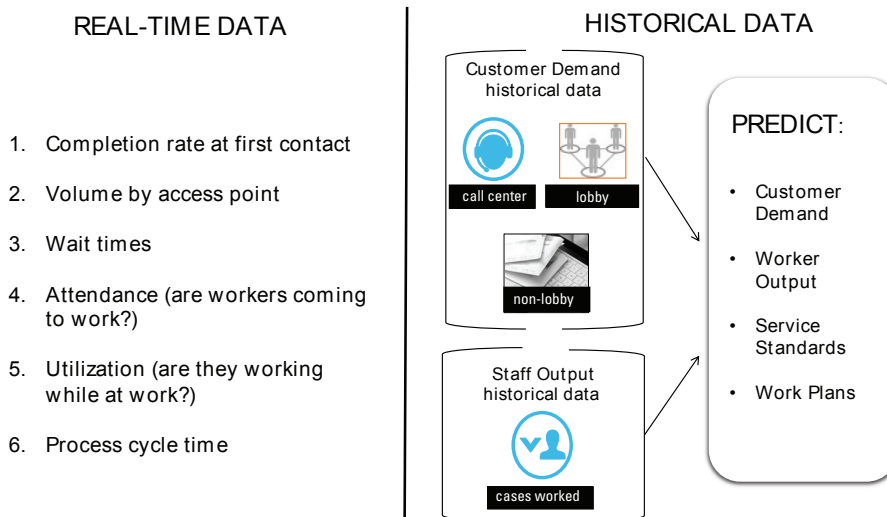 REAL-TIME DATA
1. Completion rate at first contact
2. Volume by access point
3. Wait times
4. Attendance (are workers coming
to work?)
5. Utilization (are they working
while at work?)
6. Process cycle time
HISTORICAL DATA
Customer Demand
historical data
call center
lobby
non-lobby
Staff Output
historical data
cases worked
PREDICT:
• Customer
Demand
• Worker
Output
• Service
Standards
• Work Plans